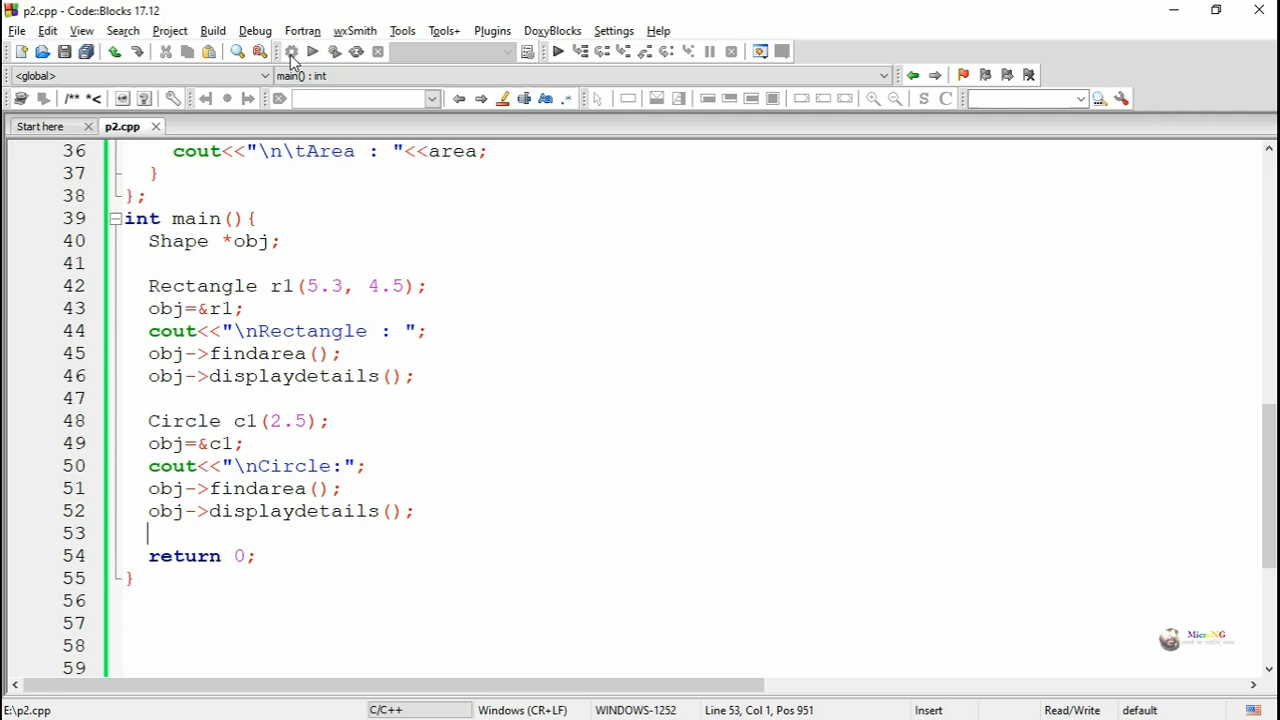 p2.cpp - Code::Blocks 17.12
File Edit View Search Project Build Debug Fortran wxSmith Tools Tools+ Plugins DoxyBlocks Settings Help
<global> main() : int
/** *<
S C
Start here p2.cpp
36 cout<<"\n\tArea : "<<area;
37 }
38 };
39 int main(){
40 Shape *obj;
41
42 Rectangle r1(5.3, 4.5);
43 obj=&r1;
44 cout<<"\nRectangle : ";
45 obj->findarea();
46 obj->displaydetails();
47
48 Circle c1(2.5);
49 obj=&c1;
50 cout<<"\nCircle:";
51 obj->findarea();
52 obj->displaydetails();
53
54 return 0;
55 }
56
57
58
59
MicroNG
E:\p2.cpp C/C++ Windows (CR+LF) WINDOWS-1252 Line 53, Col 1, Pos 951 Insert Read/Write default